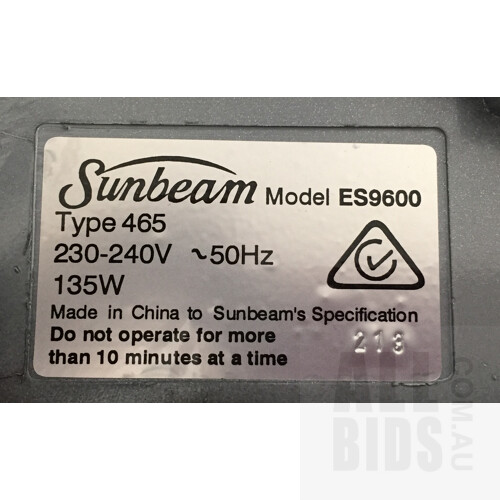 Sunbeam Model ES9600
Type 465
230-240V ~50Hz
135W
Made in China to Sunbeam's Specification
Do not operate for more
than 10 minutes at a time
213
ALL
BIDS
.COM.AU